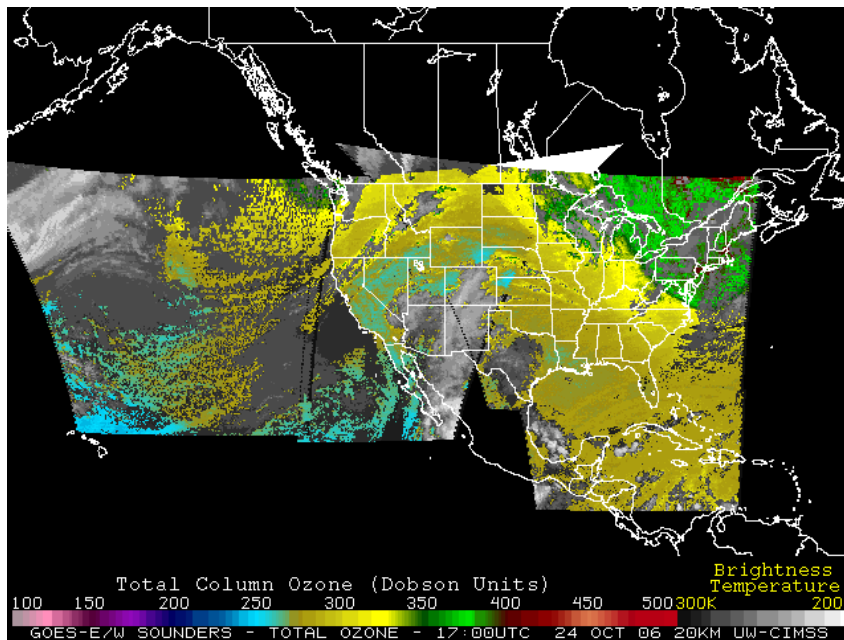 Total Column Ozone (Dobson Units)
Brightness
Temperature
100 150 200 250 300 350 400 450 500 300K 200
GOES-E/W SOUNDERS - TOTAL OZONE - 17:00UTC 24 OCT 06 20KM UW-CIMSS